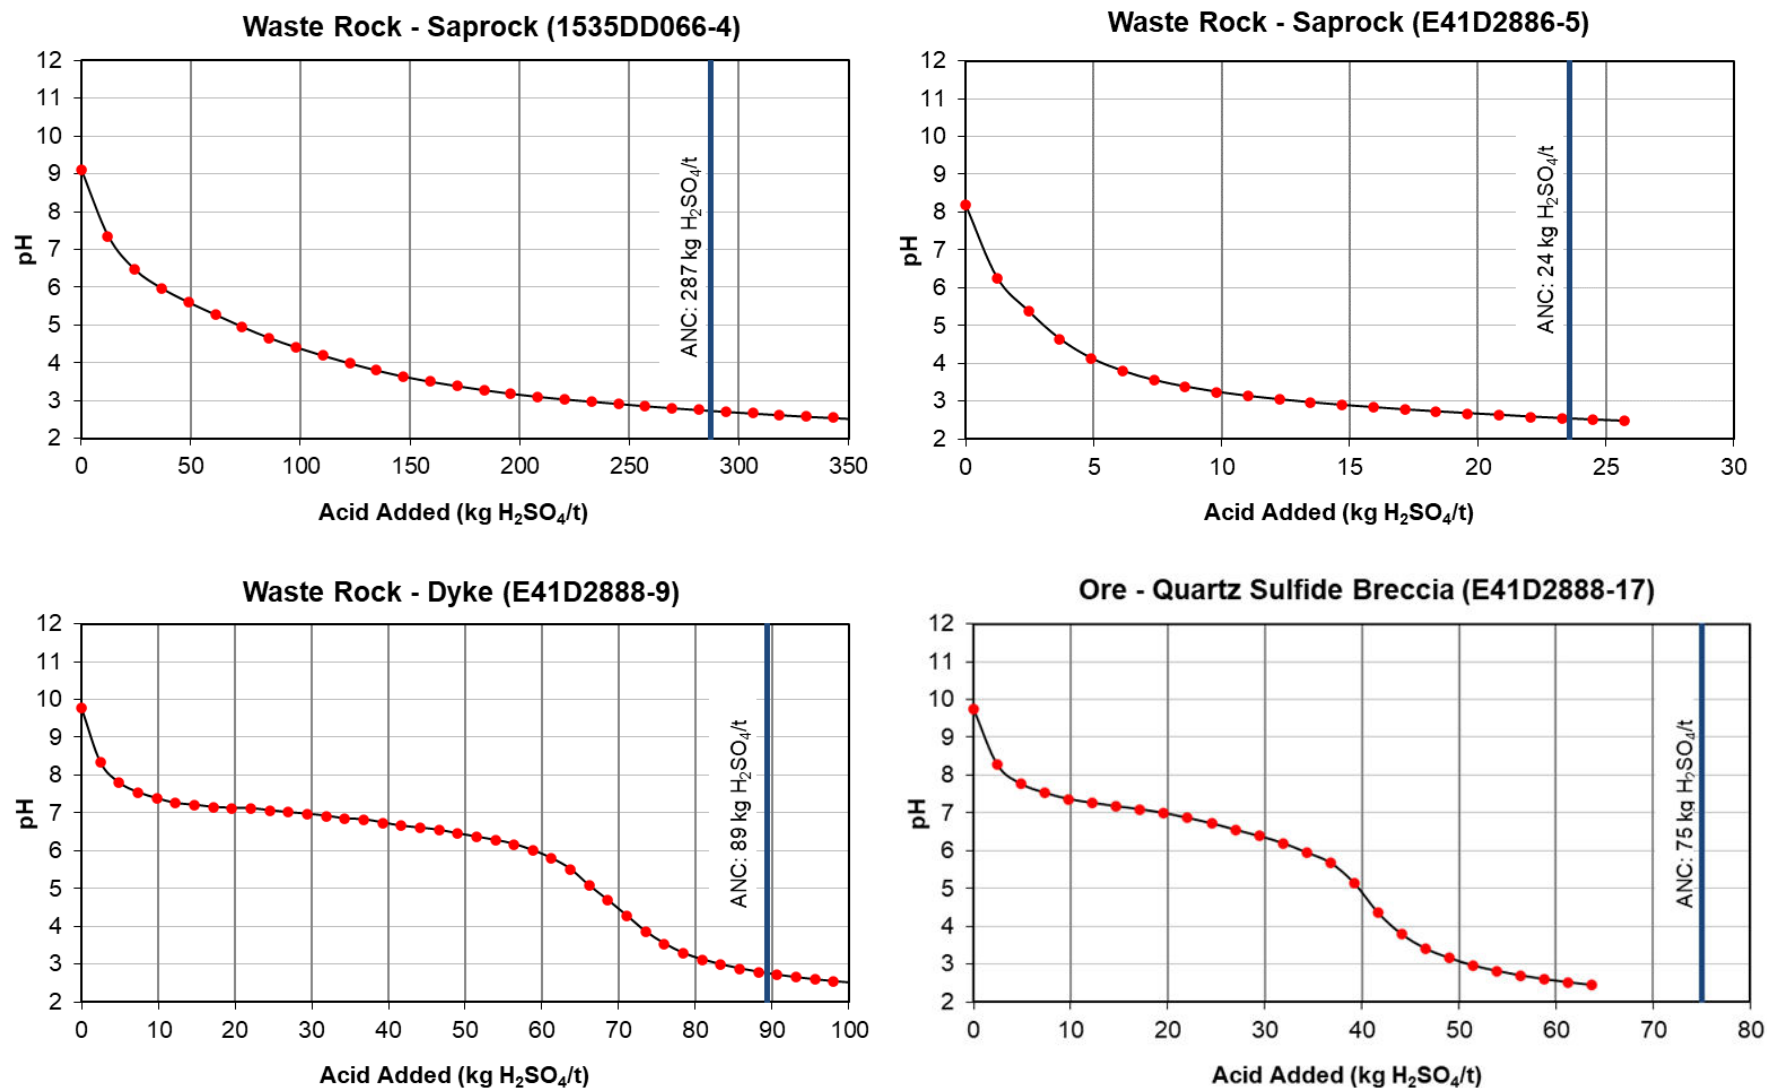 Waste Rock - Saprock (1535DD066-4)
12
11
10
9
8
7
6
5
4
3
2
pH
ANC: 287 kg H₂SO₄/t
0 50 100 150 200 250 300 350
Acid Added (kg H₂SO₄/t)
Waste Rock - Saprock (E41D2886-5)
12
11
10
9
8
7
6
5
4
3
2
pH
ANC: 24 kg H₂SO₄/t
0 5 10 15 20 25 30
Acid Added (kg H₂SO₄/t)
Waste Rock - Dyke (E41D2888-9)
12
11
10
9
8
7
6
5
4
3
2
pH
ANC: 89 kg H₂SO₄/t
0 10 20 30 40 50 60 70 80 90 100
Acid Added (kg H₂SO₄/t)
Ore - Quartz Sulfide Breccia (E41D2888-17)
12
11
10
9
8
7
6
5
4
3
2
pH
ANC: 75 kg H₂SO₄/t
0 10 20 30 40 50 60 70 80
Acid Added (kg H₂SO₄/t)